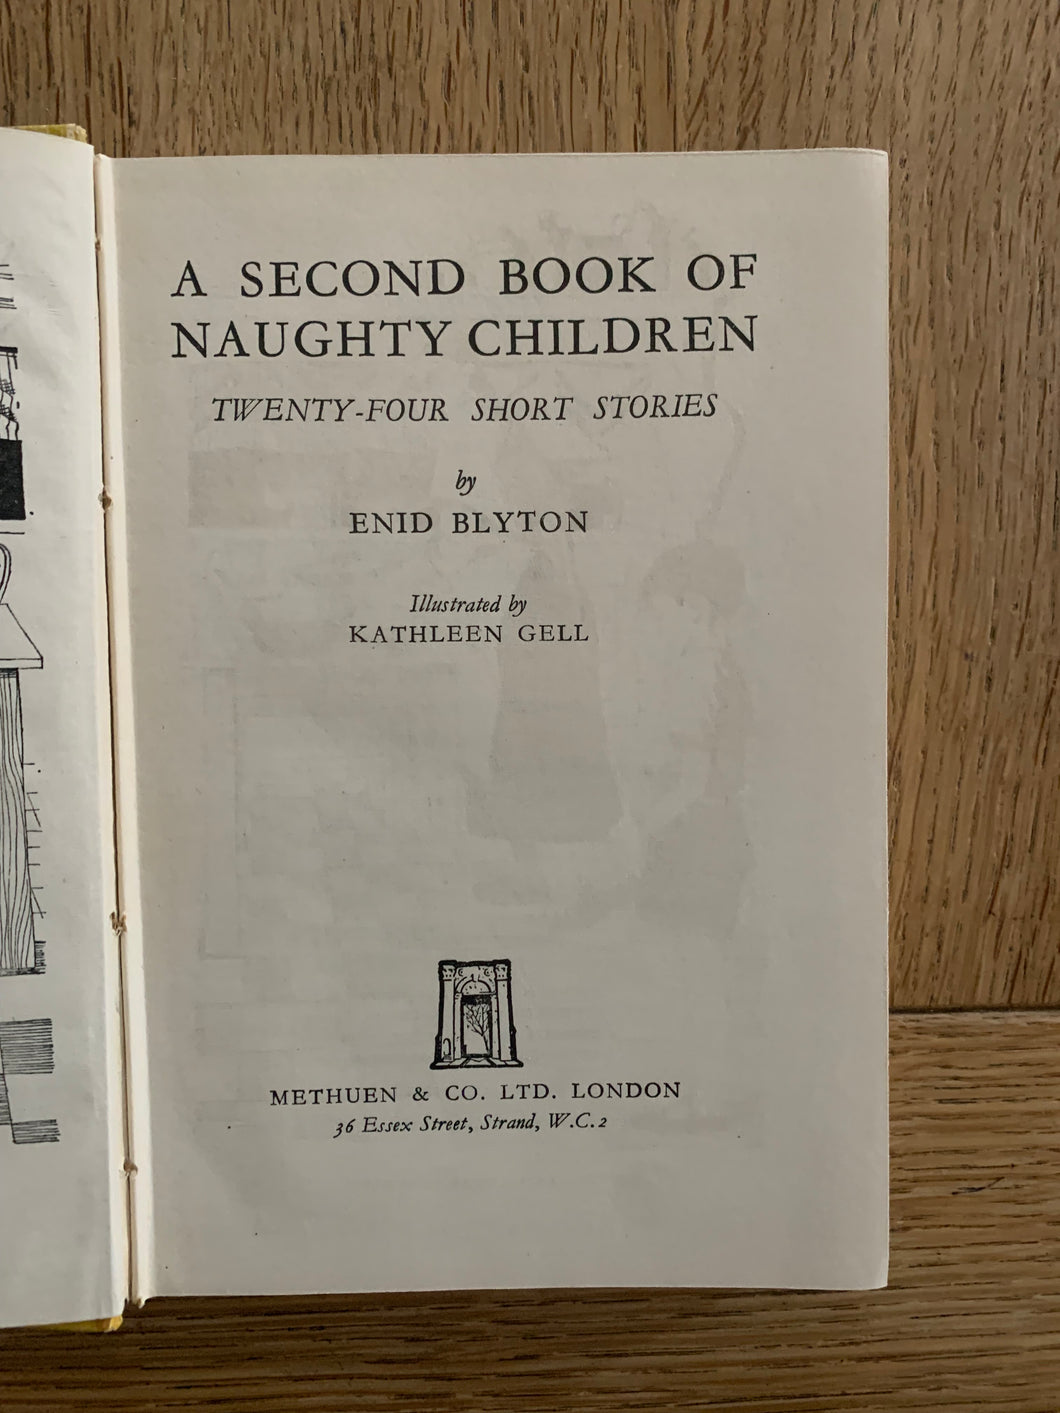 A SECOND BOOK OF
NAUGHTY CHILDREN
TWENTY-FOUR SHORT STORIES
by
ENID BLYTON
Illustrated by
KATHLEEN GELL
METHUEN & CO. LTD. LONDON
36 Essex Street, Strand, W.C.2